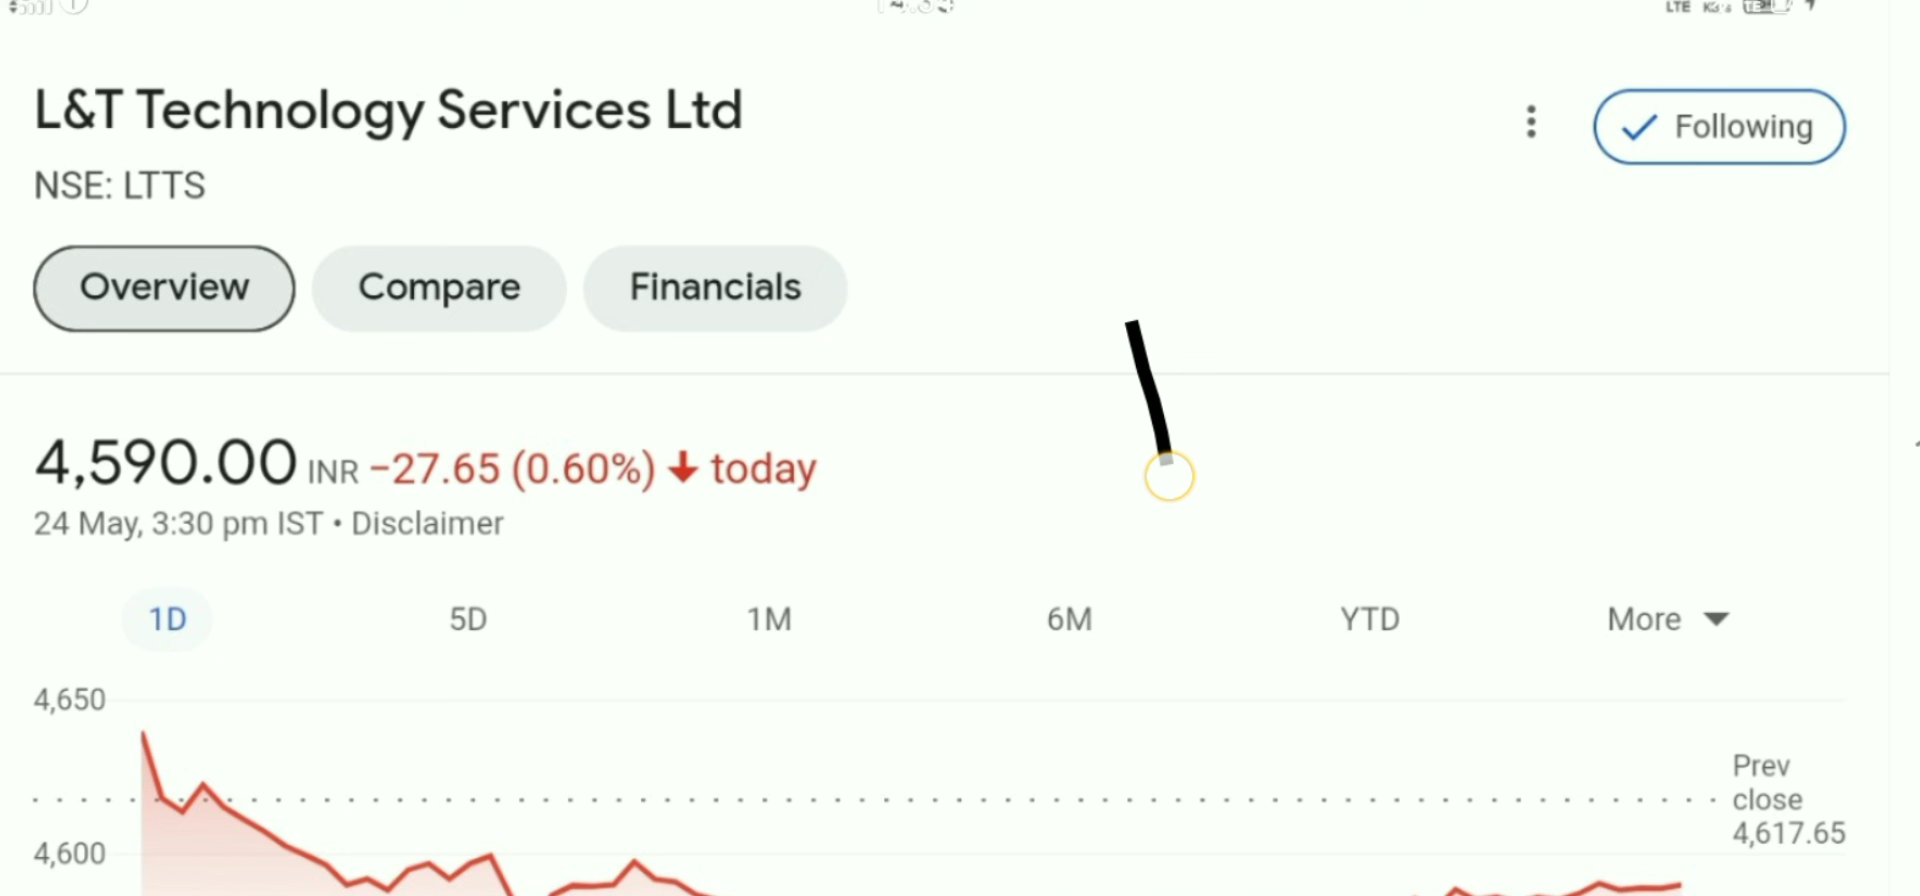 LTE
L&T Technology Services Ltd
Following
NSE: LTTS
Overview
Compare
Financials
4,590.00 INR −27.65 (0.60%) today
24 May, 3:30 pm IST • Disclaimer
1D
5D
1M
6M
YTD
More
4,650
Prev
close
4,617.65
4,600